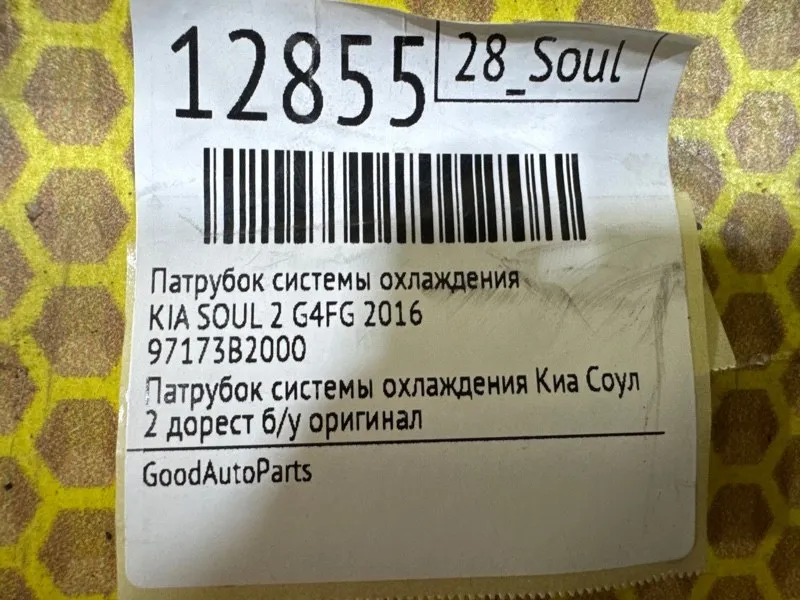 12855
28_Soul
Патрубок системы охлаждения
KIA SOUL 2 G4FG 2016
97173B2000
Патрубок системы охлаждения Киа Соул
2 дорест б/у оригинал
GoodAutoParts